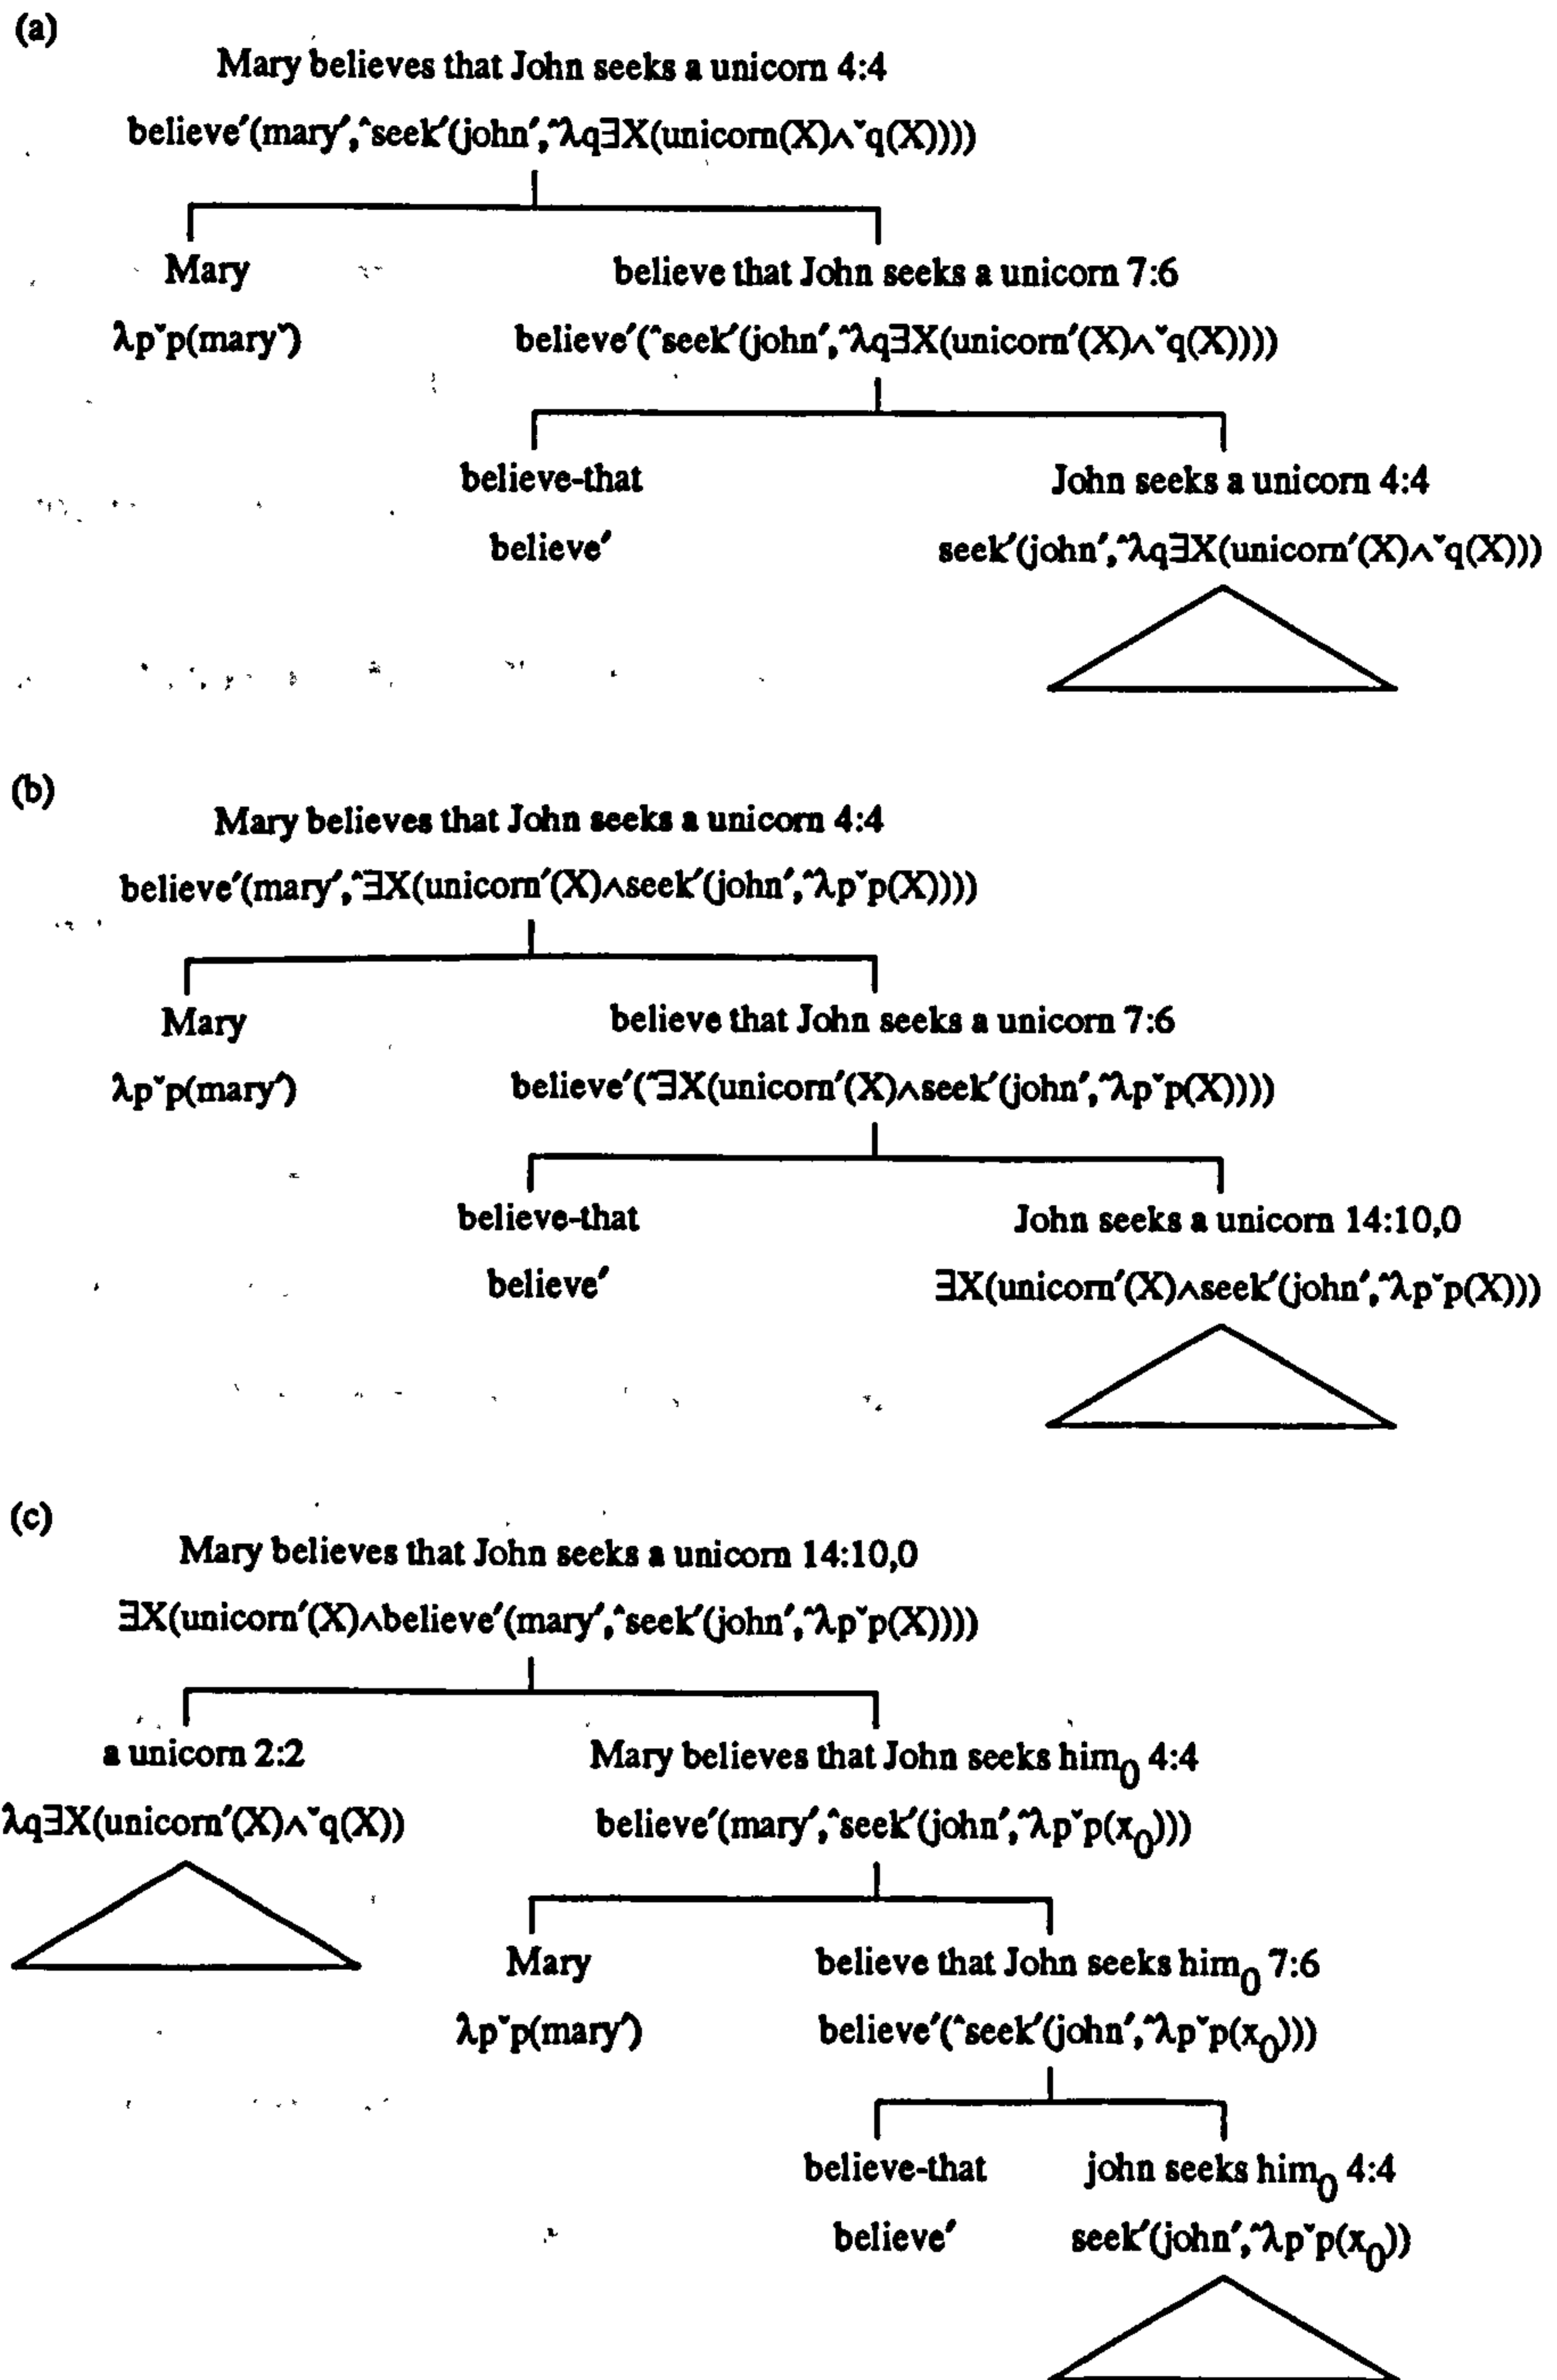 (a)
Mary believes that John seeks a unicorn 4:4
believe′(mary′,ˆseek′(john′,ˆλq∃X(unicorn(X)∧ˇq(X))))
Mary
believe that John seeks a unicorn 7:6
λpˇp(mary′)
believe′(ˆseek′(john′,ˆλq∃X(unicorn′(X)∧ˇq(X))))
believe-that
John seeks a unicorn 4:4
believe′
seek′(john′,ˆλq∃X(unicorn′(X)∧ˇq(X)))
(b)
Mary believes that John seeks a unicorn 4:4
believe′(mary′,ˆ∃X(unicorn′(X)∧seek′(john′,ˆλpˇp(X))))
Mary
believe that John seeks a unicorn 7:6
λpˇp(mary′)
believe′(ˆ∃X(unicorn′(X)∧seek′(john′,ˆλpˇp(X))))
believe-that
John seeks a unicorn 14:10,0
believe′
∃X(unicorn′(X)∧seek′(john′,ˆλpˇp(X)))
(c)
Mary believes that John seeks a unicorn 14:10,0
∃X(unicorn′(X)∧believe′(mary′,ˆseek′(john′,ˆλpˇp(X))))
a unicorn 2:2
Mary believes that John seeks him₀ 4:4
λq∃X(unicorn′(X)∧ˇq(X))
believe′(mary′,ˆseek′(john′,ˆλpˇp(x₀)))
Mary
believe that John seeks him₀ 7:6
λpˇp(mary′)
believe′(ˆseek′(john′,ˆλpˇp(x₀)))
believe-that
john seeks him₀ 4:4
believe′
seek′(john′,ˆλpˇp(x₀))